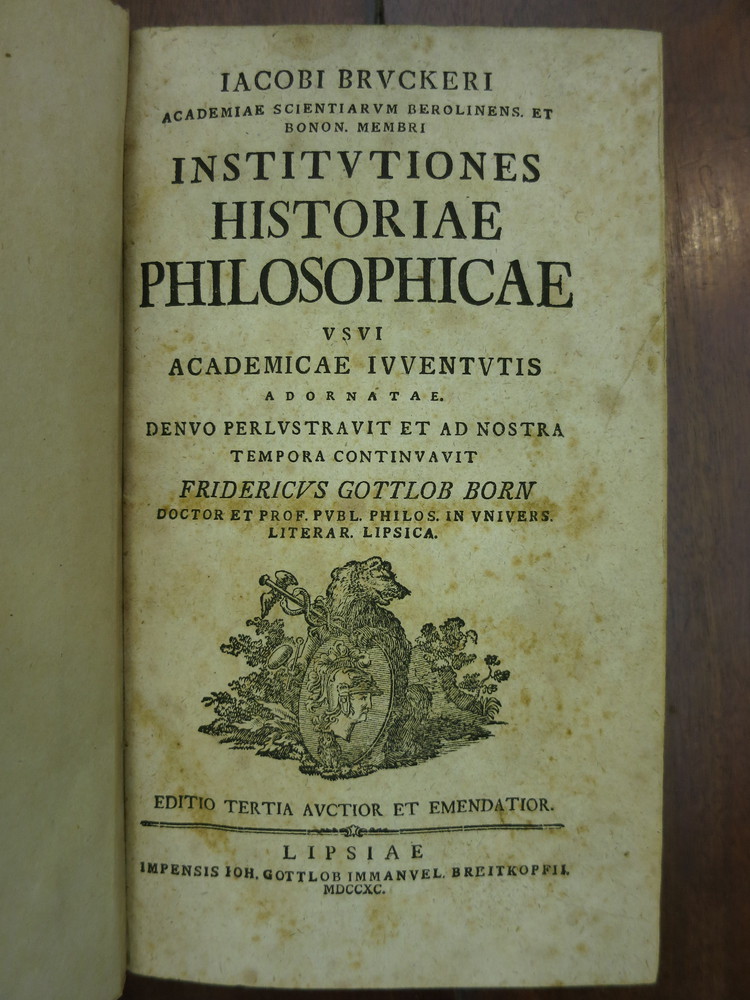 IACOBI BRVCKERI
ACADEMIAE SCIENTIARVM BEROLINENS. ET
BONON. MEMBRI
INSTITVTIONES
HISTORIAE
PHILOSOPHICAE
VSVI
ACADEMICAE IVVENTVTIS
ADORNATAE.
DENVO PERLVSTRAVIT ET AD NOSTRA
TEMPORA CONTINVAVIT
FRIDERICVS GOTTLOB BORN
DOCTOR ET PROF. PVBL. PHILOS. IN VNIVERS.
LITERAR. LIPSICA.
EDITIO TERTIA AVCTIOR ET EMENDATIOR.
LIPSIAE
IMPENSIS IOH. GOTTLOB IMMANVEL. BREITKOPFII.
MDCCXC.